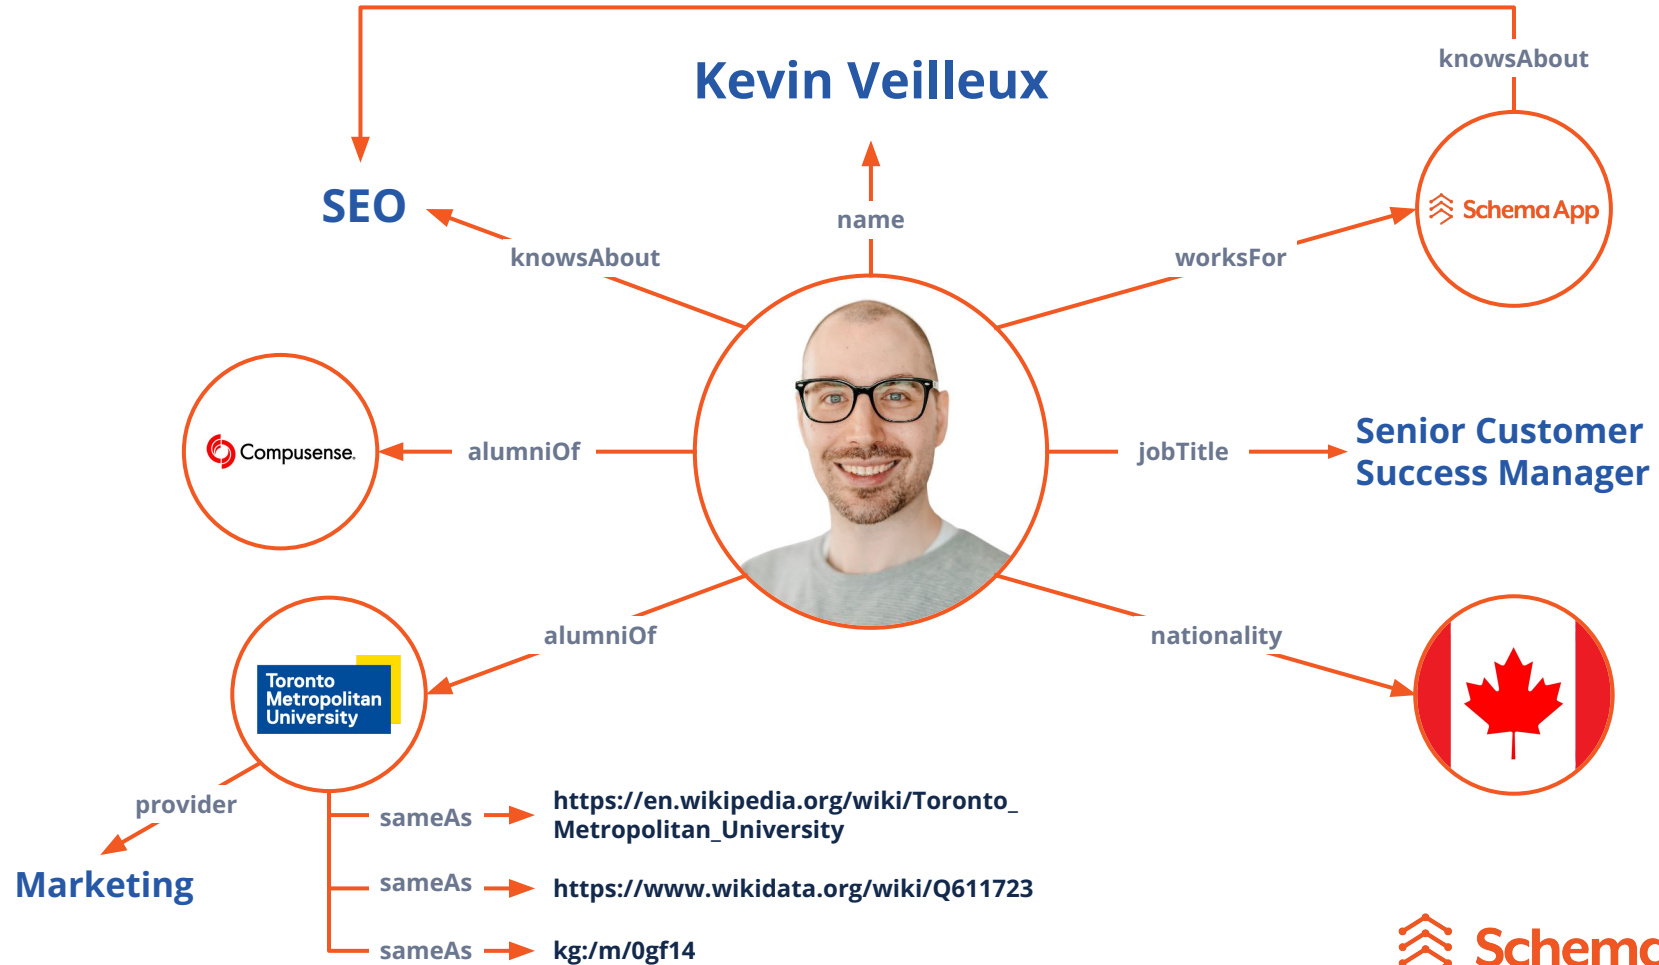 knowsAbout
Kevin Veilleux
SEO
name
Schema App
knowsAbout
worksFor
Compusense.
alumniOf
jobTitle
Senior Customer
Success Manager
alumniOf
nationality
Toronto
Metropolitan
University
provider
Marketing
sameAs
https://en.wikipedia.org/wiki/Toronto_
Metropolitan_University
sameAs
https://www.wikidata.org/wiki/Q611723
sameAs
kg:/m/0gf14
Schema